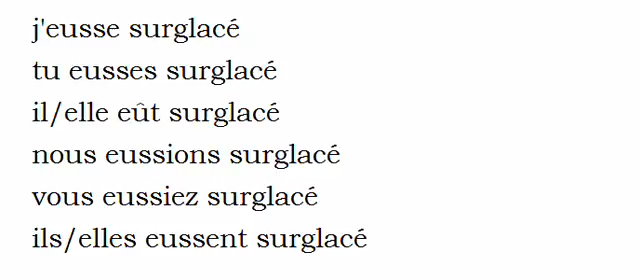 j'eusse surglacé
tu eusses surglacé
il/elle eût surglacé
nous eussions surglacé
vous eussiez surglacé
ils/elles eussent surglacé